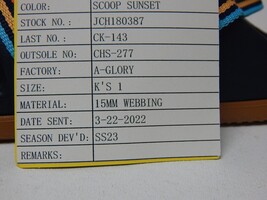 COLOR: SCOOP SUNSET
STOCK NO.: JCH180387
LAST NO.: CK-143
OUTSOLE NO: CHS-277
FACTORY: A-GLORY
SIZE: K'S 1
MATERIAL: 15MM WEBBING
DATE SENT: 3-22-2022
SEASON DEV'D: SS23
REMARKS: